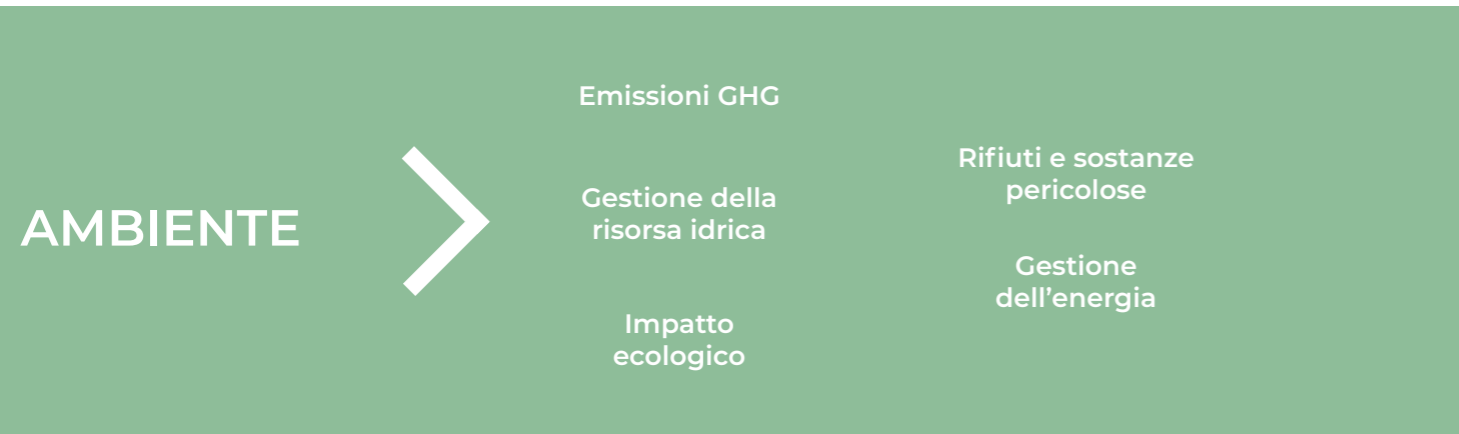 AMBIENTE
Emissioni GHG
Gestione della
risorsa idrica
Impatto
ecologico
Rifiuti e sostanze
pericolose
Gestione
dell’energia